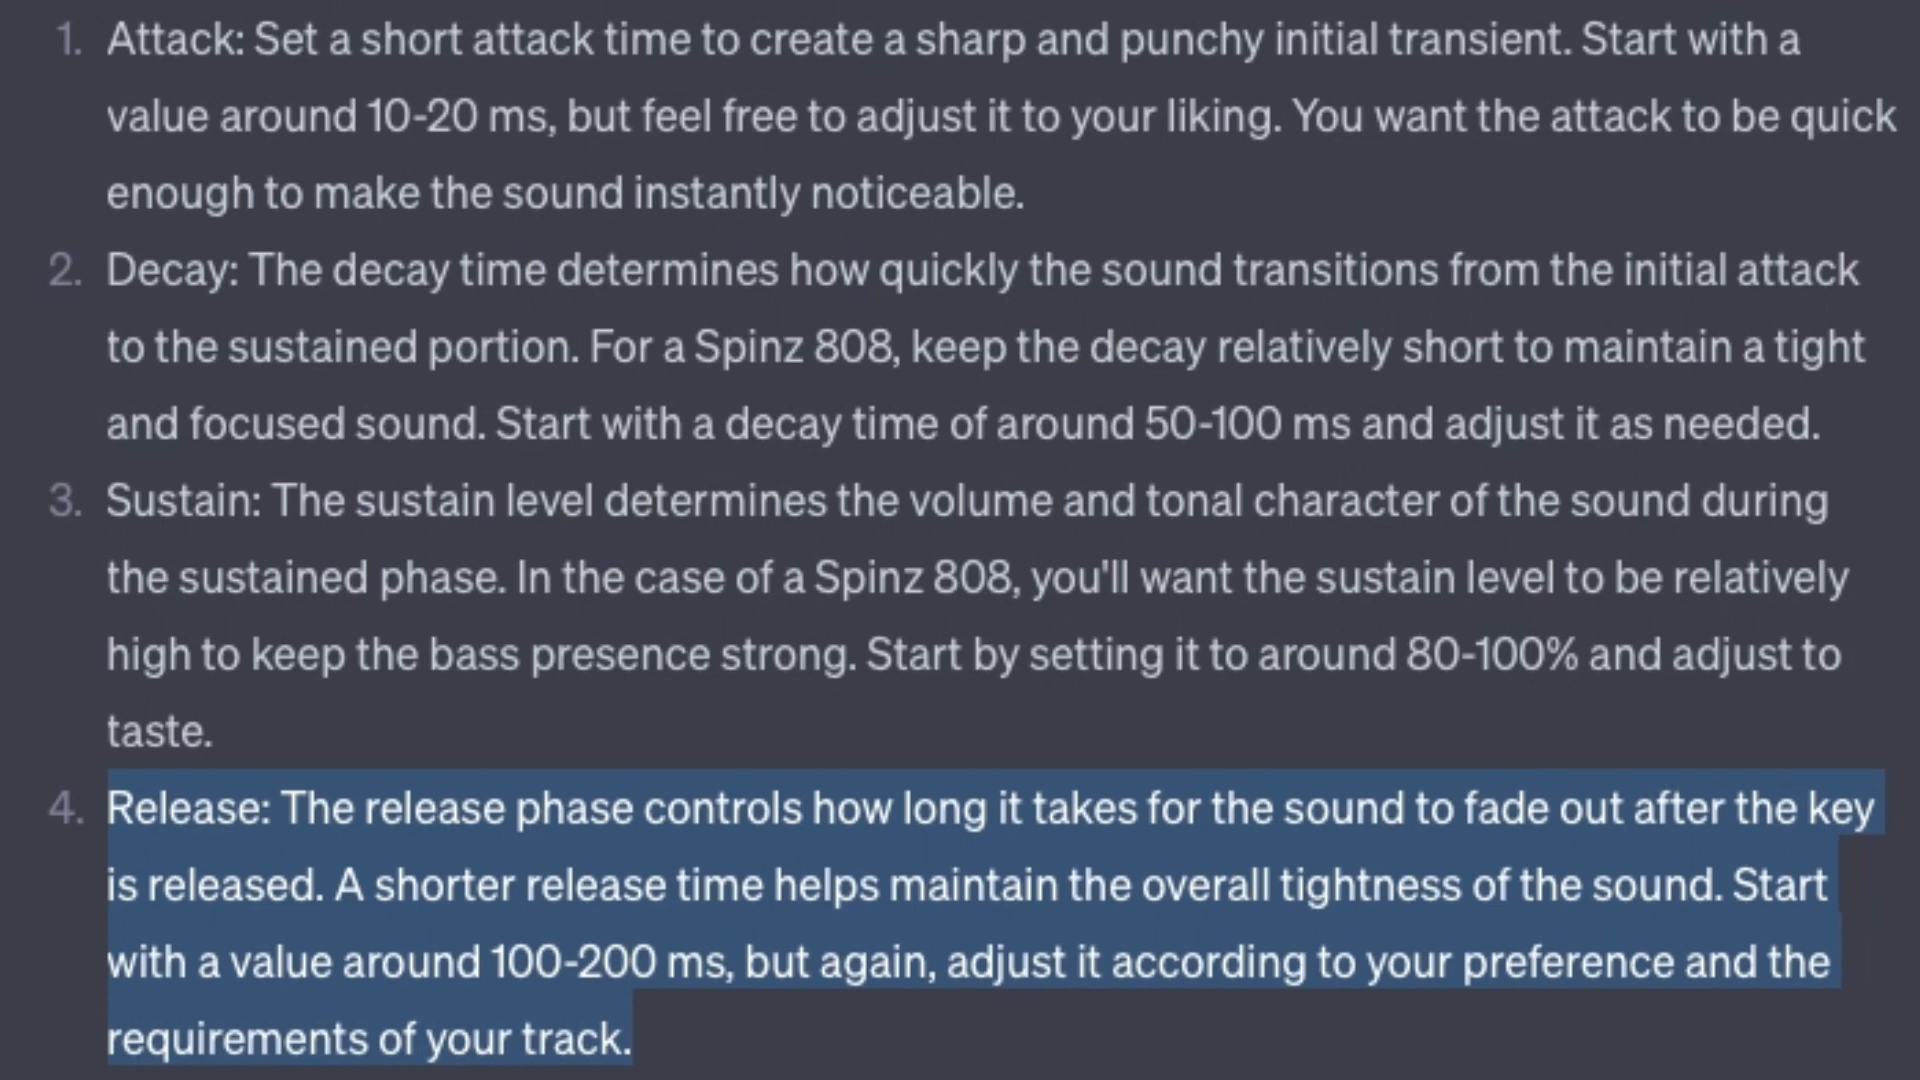 1. Attack: Set a short attack time to create a sharp and punchy initial transient. Start with a
value around 10-20 ms, but feel free to adjust it to your liking. You want the attack to be quick
enough to make the sound instantly noticeable.
2. Decay: The decay time determines how quickly the sound transitions from the initial attack
to the sustained portion. For a Spinz 808, keep the decay relatively short to maintain a tight
and focused sound. Start with a decay time of around 50-100 ms and adjust it as needed.
3. Sustain: The sustain level determines the volume and tonal character of the sound during
the sustained phase. In the case of a Spinz 808, you'll want the sustain level to be relatively
high to keep the bass presence strong. Start by setting it to around 80-100% and adjust to
taste.
4. Release: The release phase controls how long it takes for the sound to fade out after the key
is released. A shorter release time helps maintain the overall tightness of the sound. Start
with a value around 100-200 ms, but again, adjust it according to your preference and the
requirements of your track.